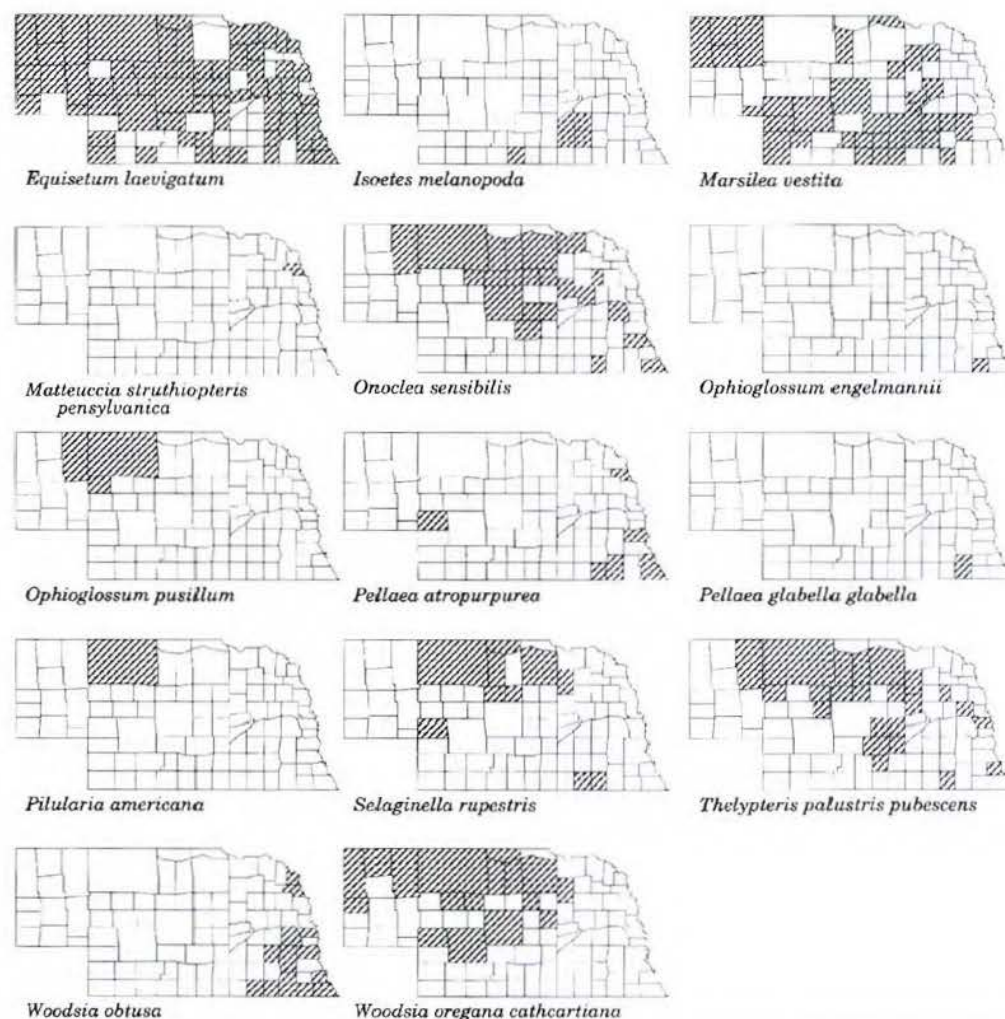 Equisetum laevigatum
Isoetes melanopoda
Marsilea vestita
Matteuccia struthiopteris
pensylvanica
Onoclea sensibilis
Ophioglossum engelmannii
Ophioglossum pusillum
Pellaea atropurpurea
Pellaea glabella glabella
Pilularia americana
Selaginella rupestris
Thelypteris palustris pubescens
Woodsia obtusa
Woodsia oregana cathcartiana